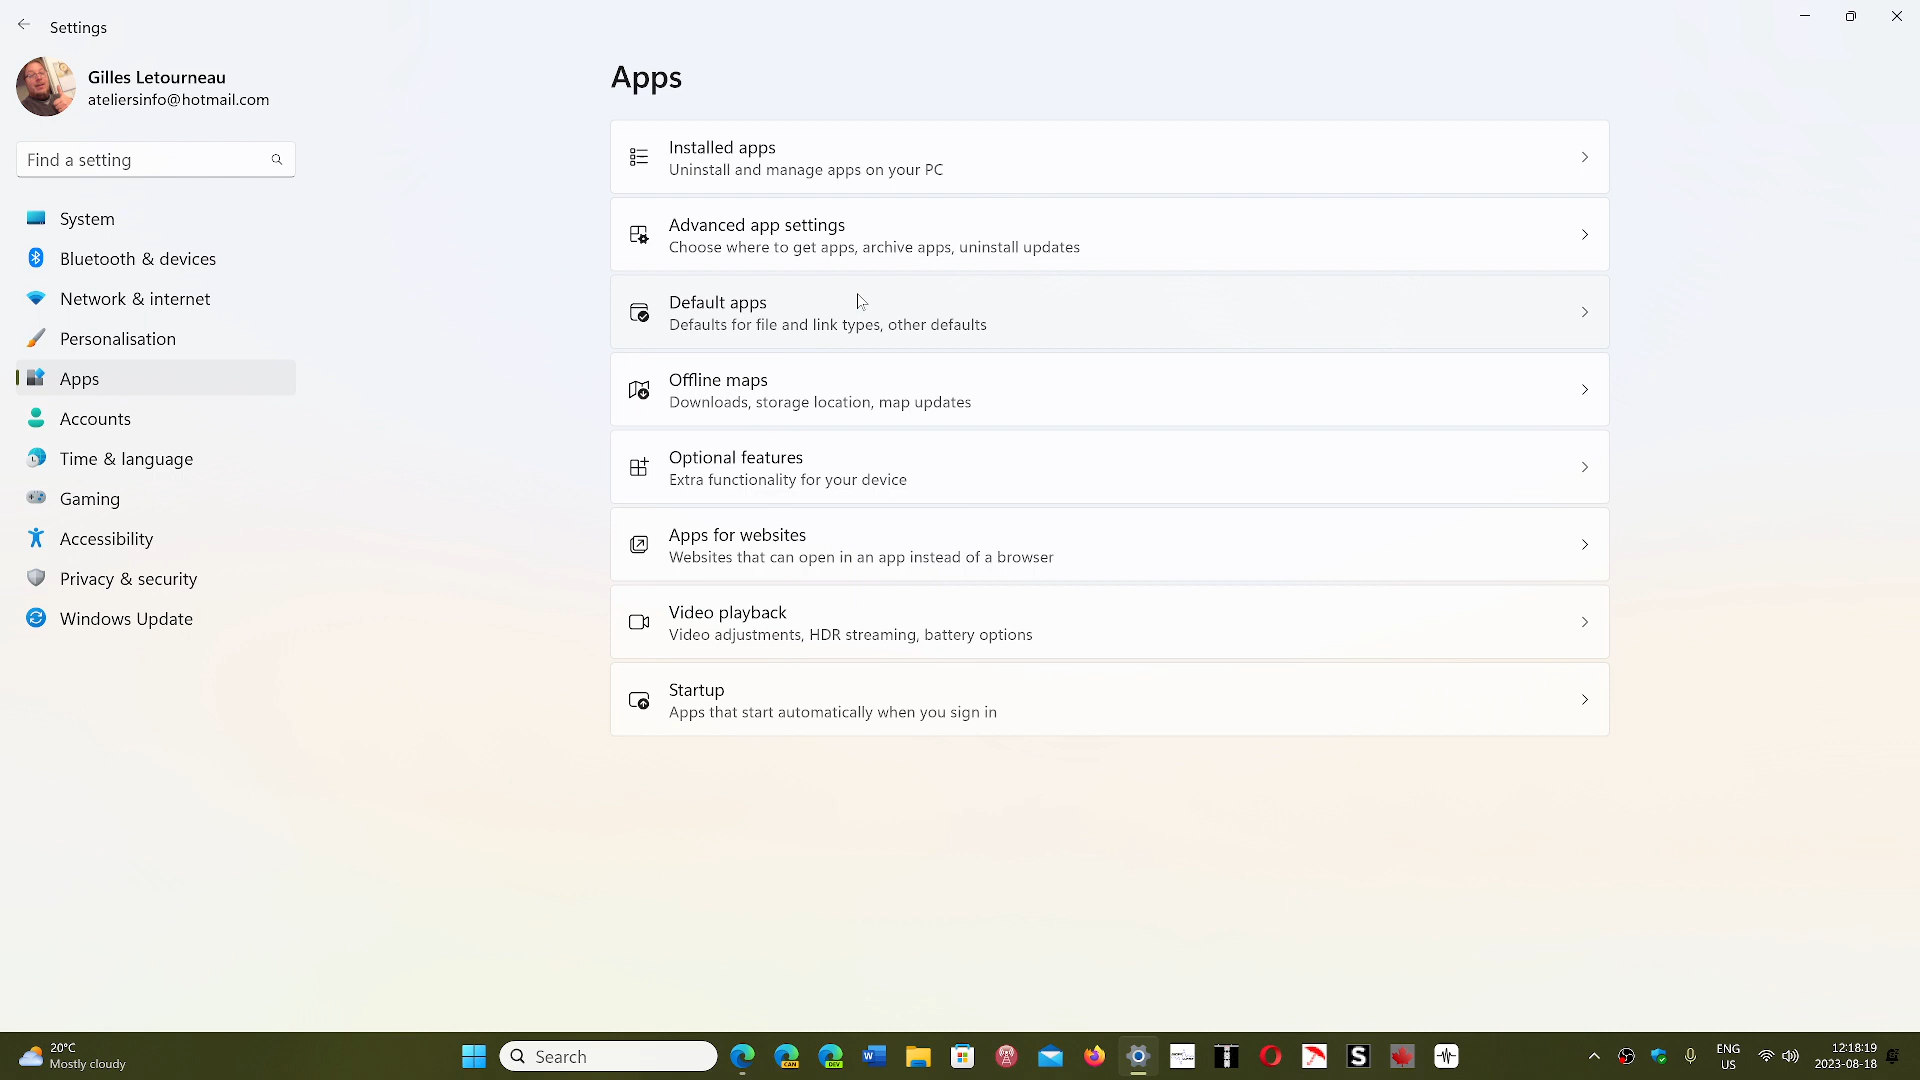 Settings
Gilles Letourneau
ateliersinfo@hotmail.com
Find a setting
System
Bluetooth & devices
Network & internet
Personalisation
Apps
Accounts
Time & language
Gaming
Accessibility
Privacy & security
Windows Update
Apps
Installed apps
Uninstall and manage apps on your PC
Advanced app settings
Choose where to get apps, archive apps, uninstall updates
Default apps
Defaults for file and link types, other defaults
Offline maps
Downloads, storage location, map updates
Optional features
Extra functionality for your device
Apps for websites
Websites that can open in an app instead of a browser
Video playback
Video adjustments, HDR streaming, battery options
Startup
Apps that start automatically when you sign in
20°C
Mostly cloudy
Search
CAN
DEV
ENG
US
12:18:19
2023-08-18